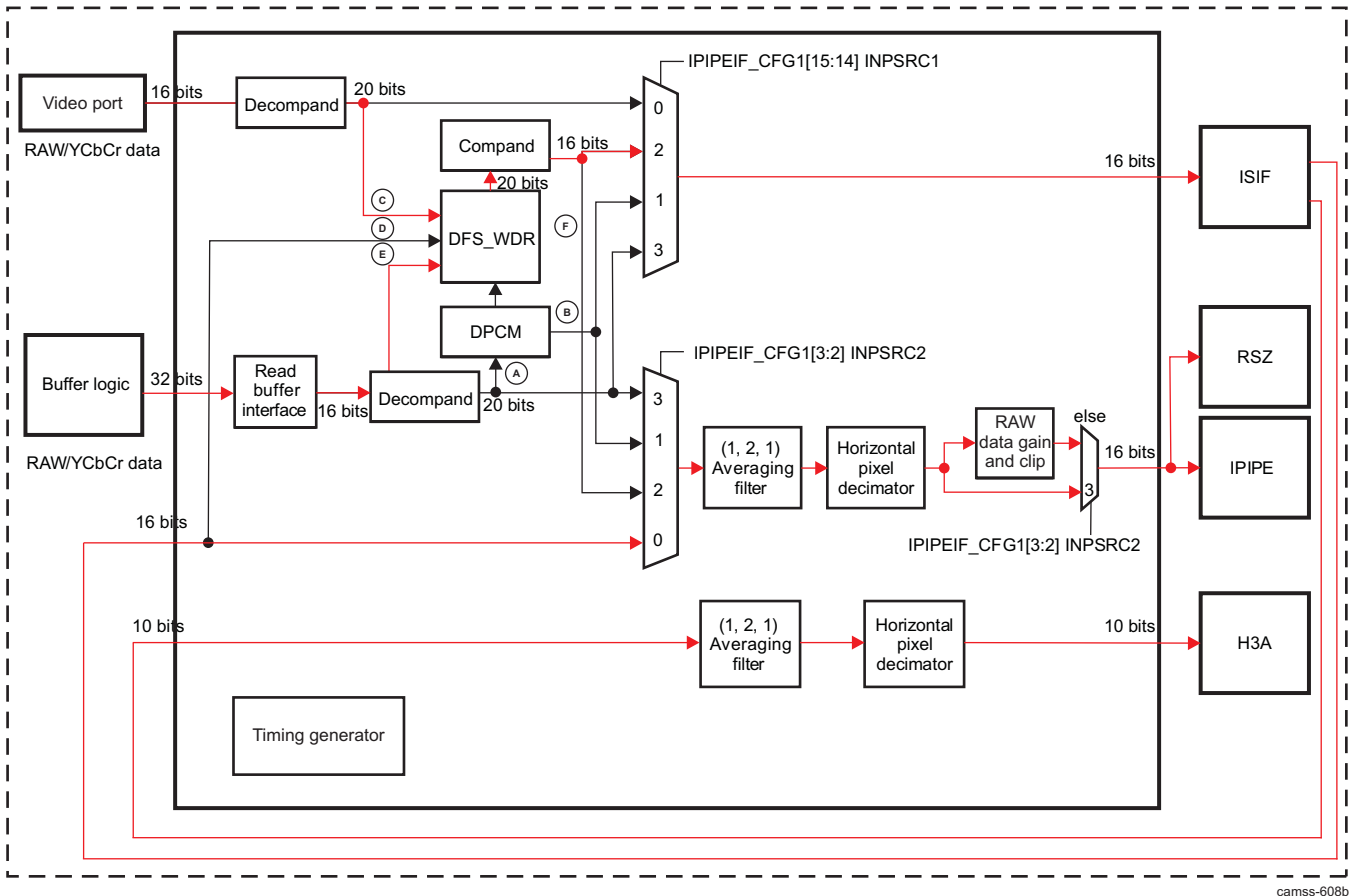 IPIPEIF_CFG1[15:14] INPSRC1
Video port
16 bits
Decompand
20 bits
0
RAW/YCbCr data
Compand
16 bits
2
20 bits
16 bits
ISIF
C
D
E
F
1
DFS_WDR
3
DPCM
B
IPIPEIF_CFG1[3:2] INPSRC2
RSZ
Buffer logic
32 bits
Read
buffer
interface
16 bits
A
Decompand
20 bits
3
RAW/YCbCr data
1
(1, 2, 1)
Averaging
filter
Horizontal
pixel
decimator
RAW
data gain
and clip
else
16 bits
3
IPIPE
2
16 bits
0
IPIPEIF_CFG1[3:2] INPSRC2
10 bits
(1, 2, 1)
Averaging
filter
Horizontal
pixel
decimator
10 bits
H3A
Timing generator
camss-608b